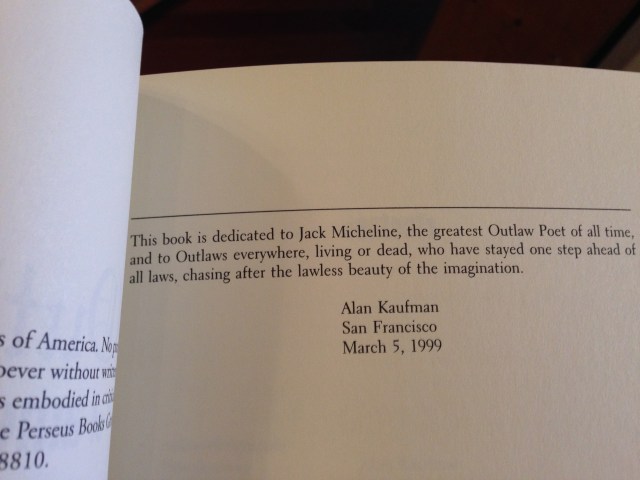 s of America. No
ever without
s embodied in
e Perseus Books
8810.
This book is dedicated to Jack Micheline, the greatest Outlaw Poet of all time,
and to Outlaws everywhere, living or dead, who have stayed one step ahead of
all laws, chasing after the lawless beauty of the imagination.
Alan Kaufman
San Francisco
March 5, 1999